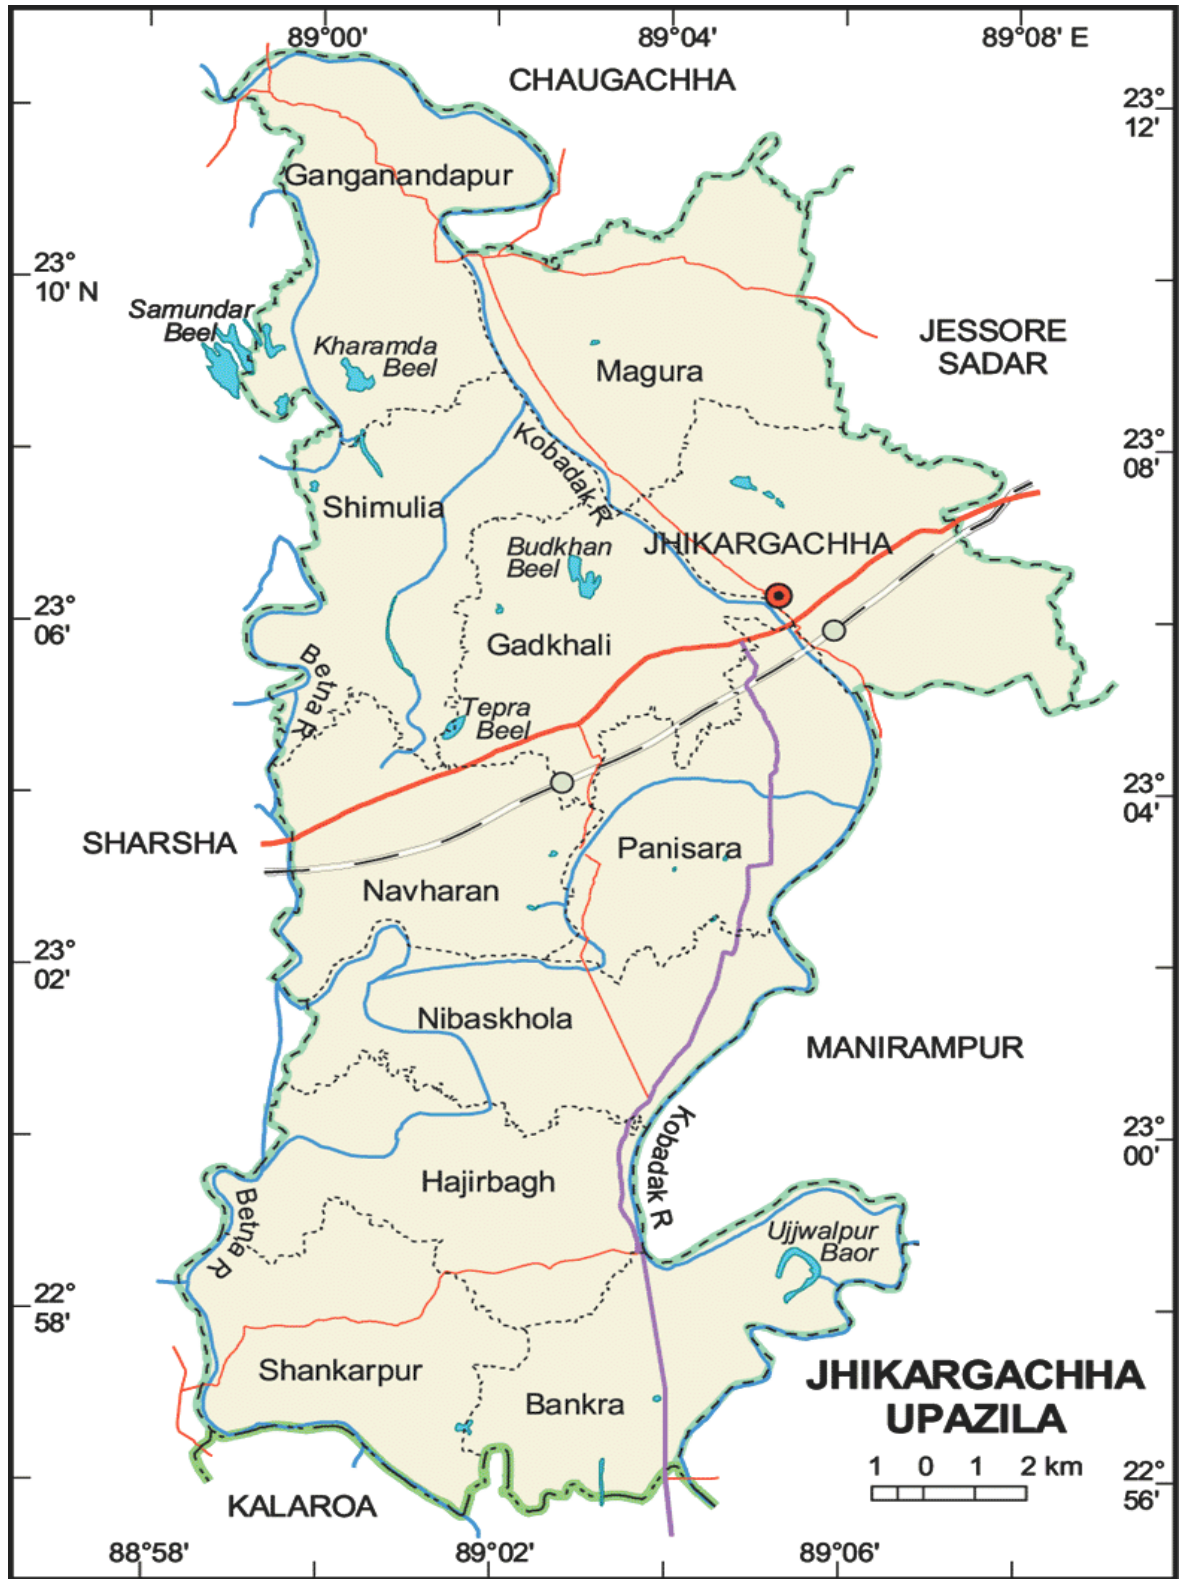 89°00'
89°04'
89°08' E
CHAUGACHHA
23°
12'
Ganganandapur
23°
10' N
Samundar
Beel
Kharamda
Beel
Magura
JESSORE
SADAR
Kobadak R
23°
08'
Shimulia
Budkhan
Beel
JHIKARGACHHA
23°
06'
Gadkhali
Betna R
Tepra
Beel
23°
04'
SHARSHA
Panisara
Navharan
23°
02'
Nibaskhola
MANIRAMPUR
Kobadak R
23°
00'
Hajirbagh
Betna R
Ujjwalpur
Baor
22°
58'
Shankarpur
Bankra
JHIKARGACHHA
UPAZILA
1 0 1 2 km
22°
56'
KALAROA
88°58'
89°02'
89°06'